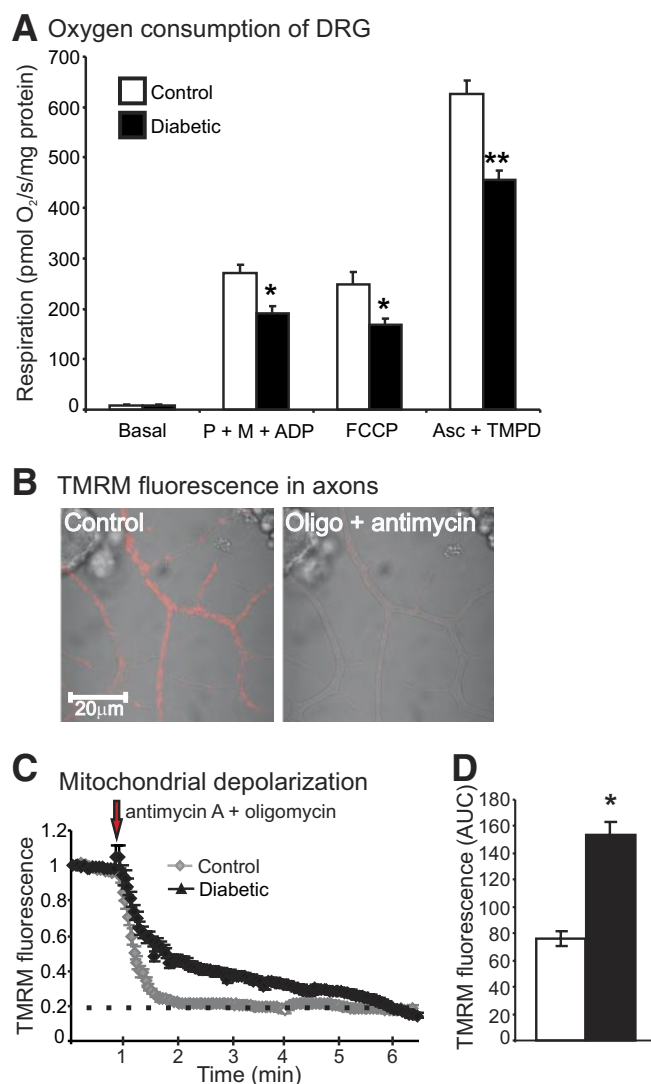 A Oxygen consumption of DRG
Respiration (pmol O₂/s/mg protein)
700
600
500
400
300
200
100
0
Control
Diabetic
*
*
**
Basal
P + M + ADP
FCCP
Asc + TMPD
B TMRM fluorescence in axons
Control
Oligo + antimycin
20μm
C Mitochondrial depolarization
antimycin A + oligomycin
TMRM fluorescence
1.2
1
0.8
0.6
0.4
0.2
0
Control
Diabetic
1
2
3
4
5
6
Time (min)
D
TMRM fluorescence (AUC)
180
160
140
120
100
80
60
40
20
0
*